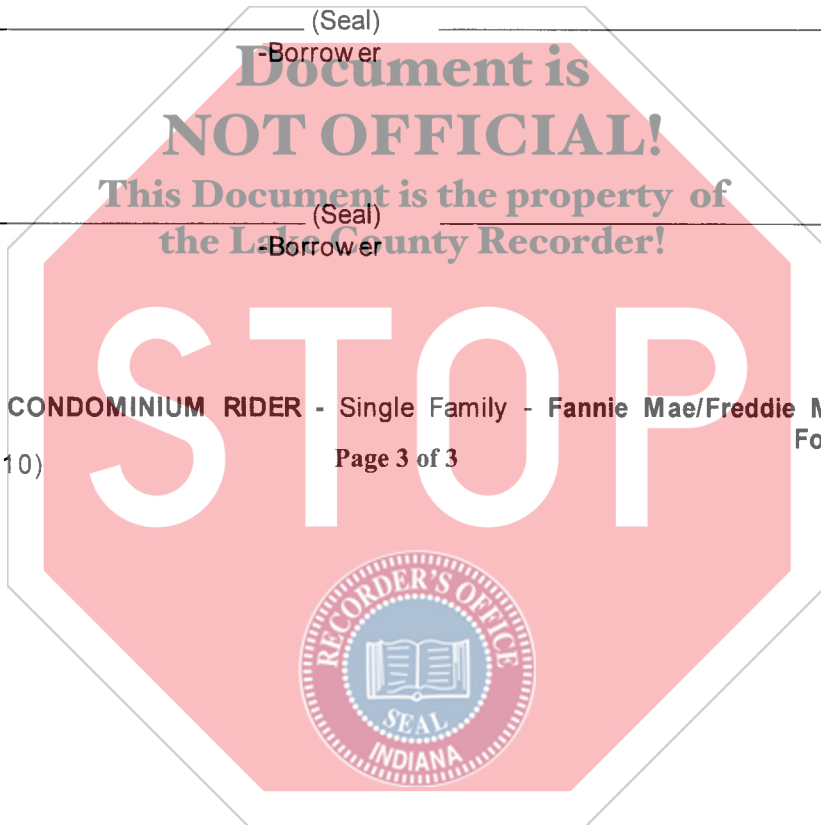 (Seal)
-Borrower
Document is
NOT OFFICIAL!
This Document is the property of
(Seal)
the Lake County Recorder!
-Borrower
STOP
CONDOMINIUM RIDER - Single Family - Fannie Mae/Freddie M
Fo
10)
Page 3 of 3
RECORDER'S OFFICE
SEAL
INDIANA